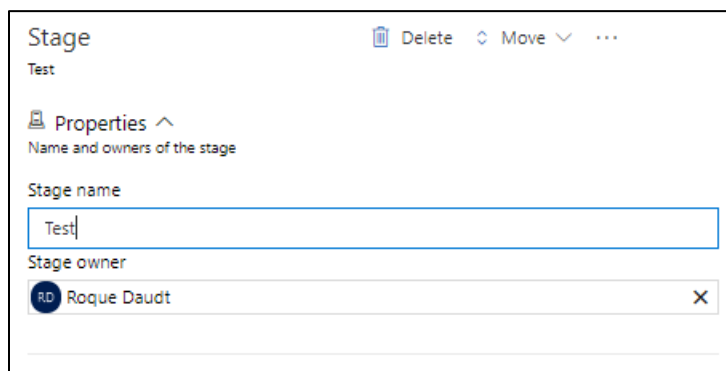 Stage
Delete Move ...
Test
Properties
Name and owners of the stage
Stage name
Test
Stage owner
RD Roque Daudt